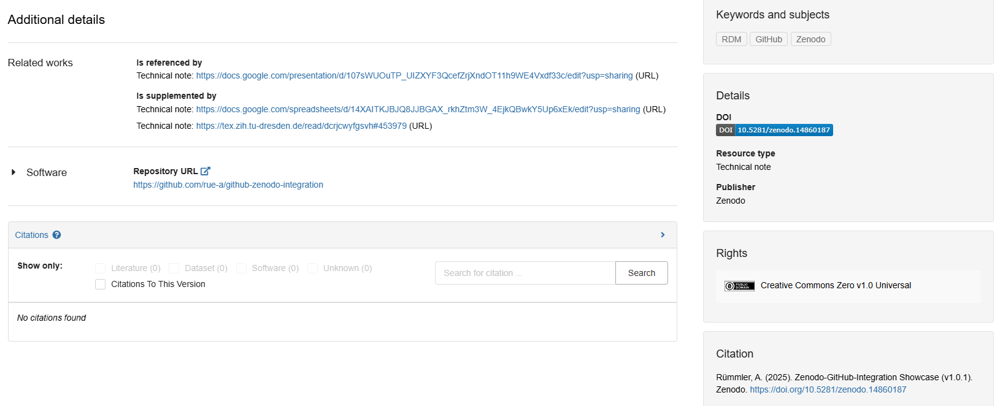 Additional details
Related works
Is referenced by
Technical note: https://docs.google.com/presentation/d/107sWUOuTP_UIZXYF3QcefZrjXndOT11h9WE4Vxdf33c/edit?usp=sharing (URL)
Is supplemented by
Technical note: https://docs.google.com/spreadsheets/d/14XAITKJBJQ8JJBGAX_rkhZtm3W_4EjkQBwkY5Up6xEk/edit?usp=sharing (URL)
Technical note: https://tex.zih.tu-dresden.de/read/dcrjcwyfgsvh#453979 (URL)
Software
Repository URL
https://github.com/rue-a/github-zenodo-integration
Citations ?
Show only:
Literature (0) Dataset (0) Software (0) Unknown (0)
Citations To This Version
Search for citation ...
Search
No citations found
Keywords and subjects
RDM GitHub Zenodo
Details
DOI
DOI 10.5281/zenodo.14860187
Resource type
Technical note
Publisher
Zenodo
Rights
PUBLIC DOMAIN Creative Commons Zero v1.0 Universal
Citation
Rümmler, A. (2025). Zenodo-GitHub-Integration Showcase (v1.0.1).
Zenodo. https://doi.org/10.5281/zenodo.14860187